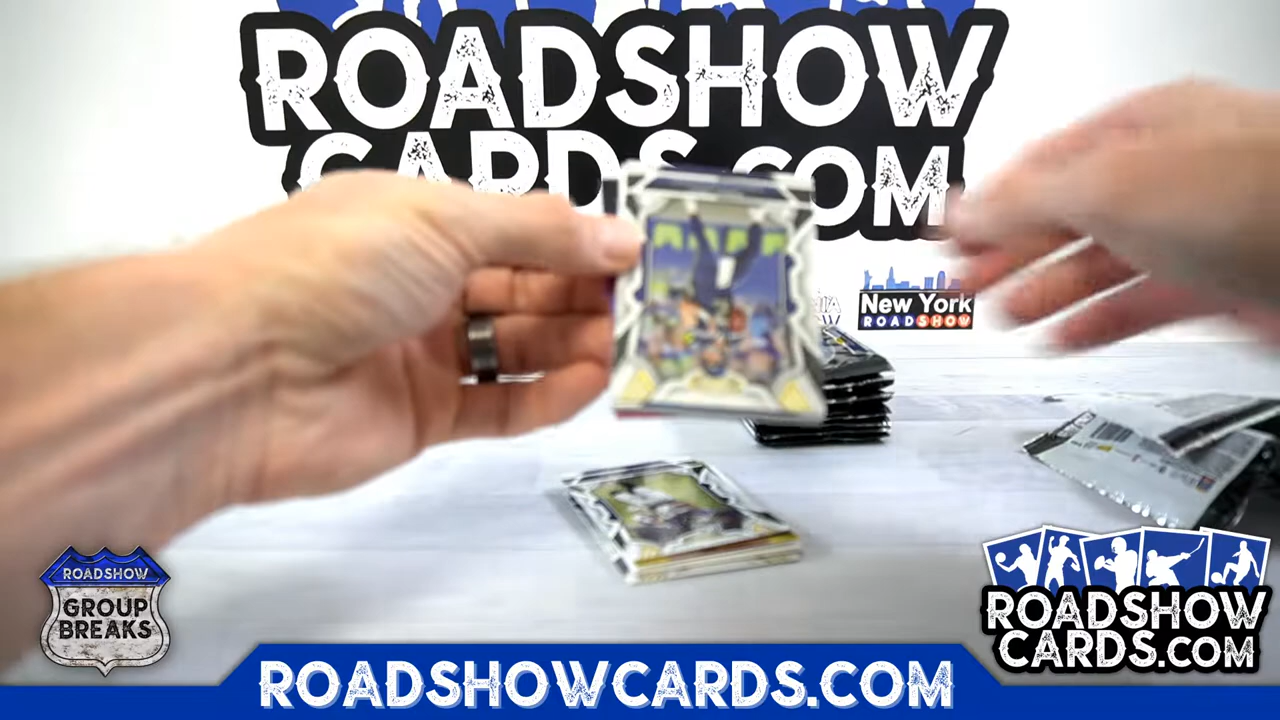 ROADSHOW
CARDS.COM
New York
ROADSHOW
ROADSHOW
GROUP
BREAKS
ROADSHOW
CARDS.COM
ROADSHOWCARDS.COM